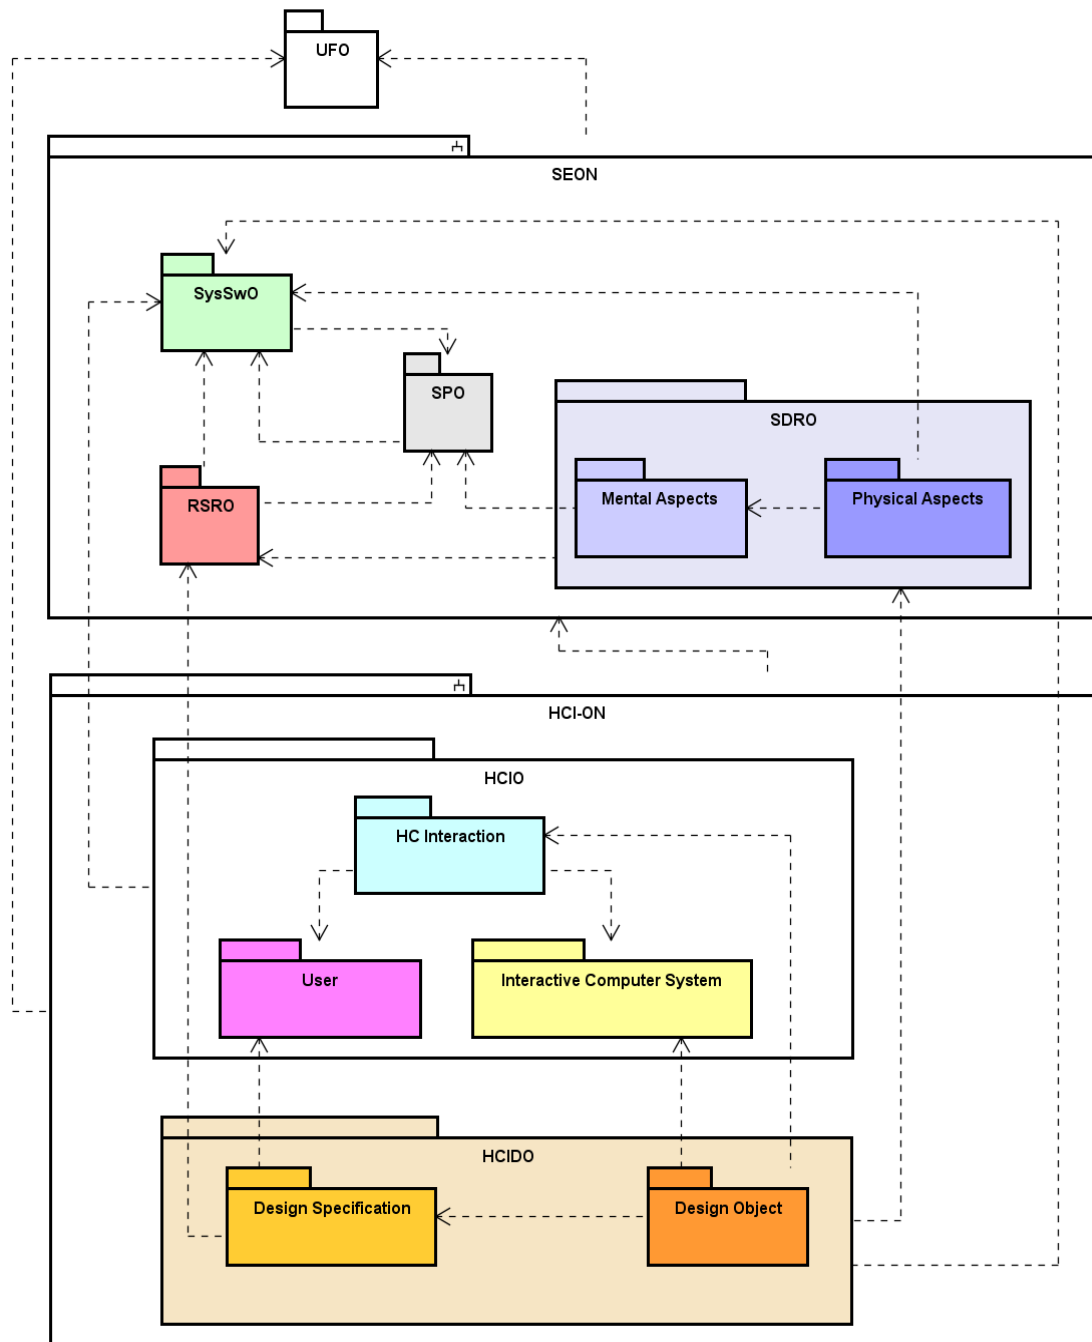 UFO
SEON
SysSwO
SPO
SDRO
Mental Aspects
Physical Aspects
RSRO
HCI-ON
HCIO
HC Interaction
User
Interactive Computer System
HCIDO
Design Specification
Design Object